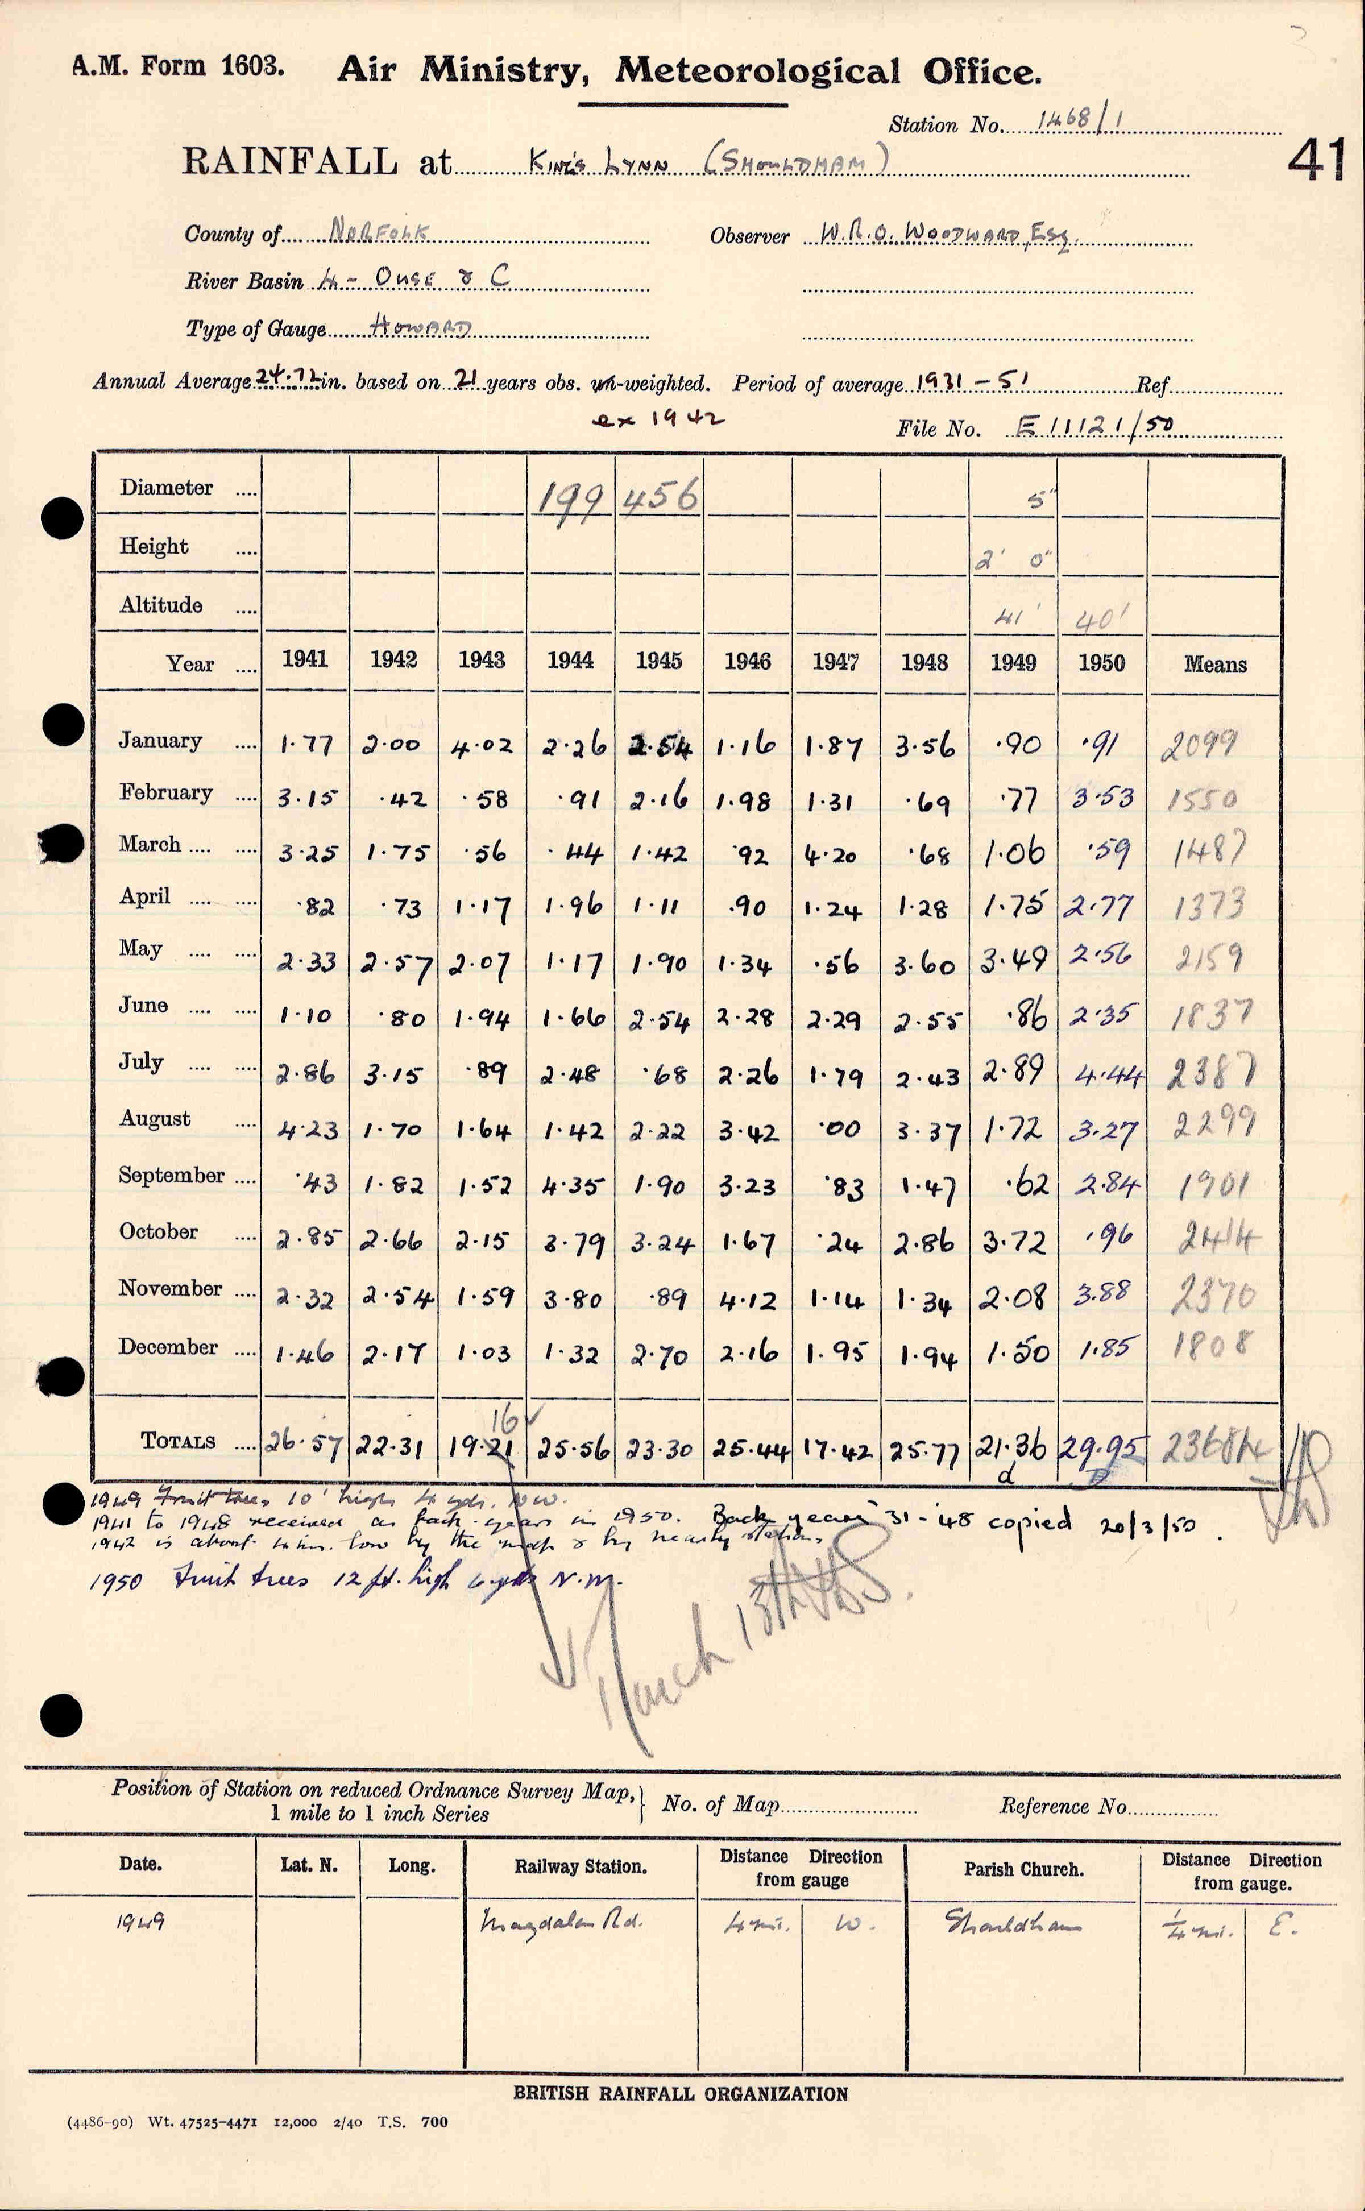 A.M. Form 1603. Air Ministry, Meteorological Office.
Station No. 1468/1
RAINFALL at King's Lynn (Shouldham)
41
County of Norfolk Observer W.R.O. Woodward, Esq.
River Basin 4 - Ouse & C
Type of Gauge Howard
Annual Average 24.72 in. based on 21 years obs. un-weighted. Period of average 1931-51 Ref.
ex 1942 File No. E 11121/50
Diameter .... 199 456 5"
Height .... 2' 0"
Altitude .... 41' 40'
Year .... 1941 1942 1943 1944 1945 1946 1947 1948 1949 1950 Means
January .... 1.77 2.00 4.02 2.26 2.54 1.16 1.87 3.56 .90 .91 2099
February .... 3.15 .42 .58 .91 2.16 1.98 1.31 .69 .77 3.53 1550
March .... .... 3.25 1.75 .56 .44 1.42 .92 4.20 .68 1.06 .59 1487
April .... .... .82 .73 1.17 1.96 1.11 .90 1.24 1.28 1.75 2.77 1373
May .... .... 2.33 2.57 2.07 1.17 1.90 1.34 .56 3.60 3.49 2.56 2159
June .... .... 1.10 .80 1.94 1.66 2.54 2.28 2.29 2.55 .86 2.35 1837
July .... .... 2.86 3.15 .89 2.48 .68 2.26 1.79 2.43 2.89 4.44 2387
August .... 4.23 1.70 1.64 1.42 2.22 3.42 .00 3.37 1.72 3.27 2299
September .... .43 1.82 1.52 4.35 1.90 3.23 .83 1.47 .62 2.84 1901
October .... 2.85 2.66 2.15 3.79 3.24 1.67 .24 2.86 3.72 .96 2414
November .... 2.32 2.54 1.59 3.80 .89 4.12 1.14 1.34 2.08 3.88 2370
December .... 1.46 2.17 1.03 1.32 2.70 2.16 1.95 1.94 1.50 1.85 1808
16 ✓
Totals .... 26.57 22.31 19.21 25.56 23.30 25.44 17.42 25.77 21.36 29.95 23684
d
1949 Fruit trees 10' high 4 yds. NW.
1941 to 1948 received as back years in 1950. Back years '31-'48 copied 20/3/50.
1942 is about low by the map & by nearby stations
1950 Fruit trees 12 ft. high 6 yds N.W.
March 13th
Position of Station on reduced Ordnance Survey Map,
1 mile to 1 inch Series
No. of Map Reference No.
Date. Lat. N. Long. Railway Station. Distance Direction from gauge Parish Church. Distance Direction from gauge.
1949 Magdalen Rd. 4 mi. W. Shouldham 1/4 mi. E.
BRITISH RAINFALL ORGANIZATION
(4486-90) Wt. 47525-4471 12,000 2/40 T.S. 700